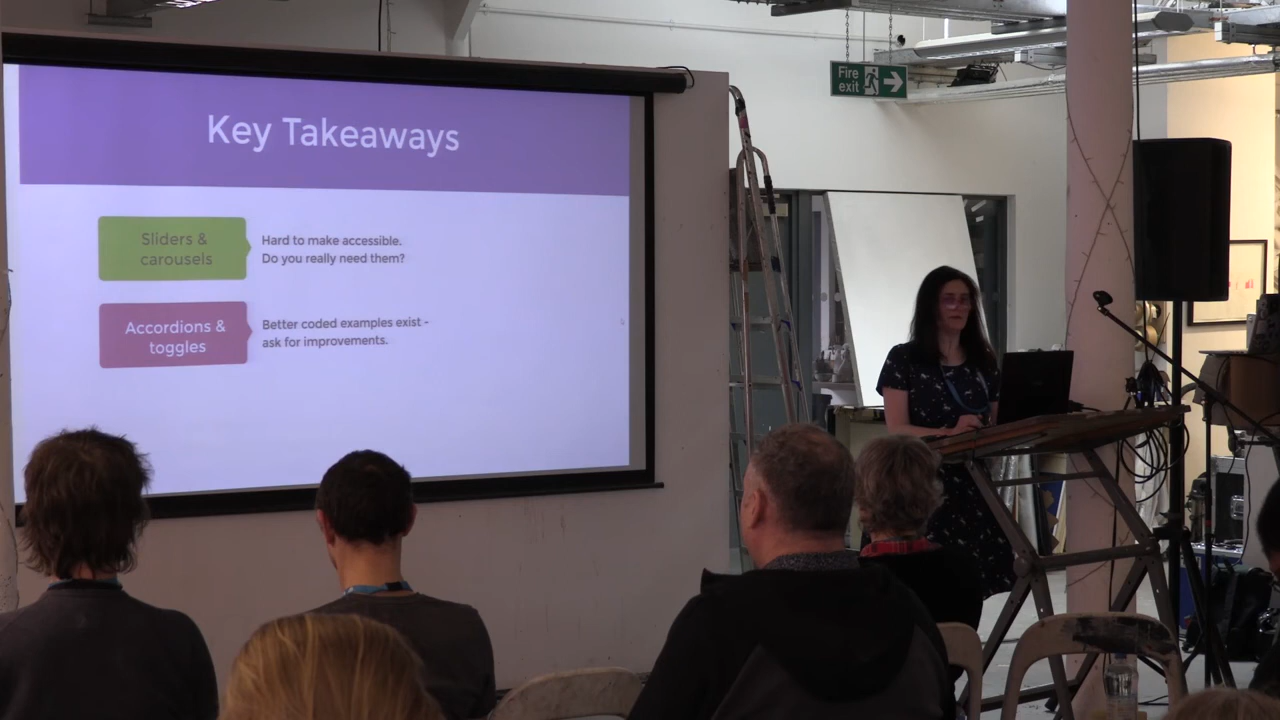 Key Takeaways
Sliders &
carousels
Hard to make accessible.
Do you really need them?
Accordions &
toggles
Better coded examples exist -
ask for improvements.
Fire
exit